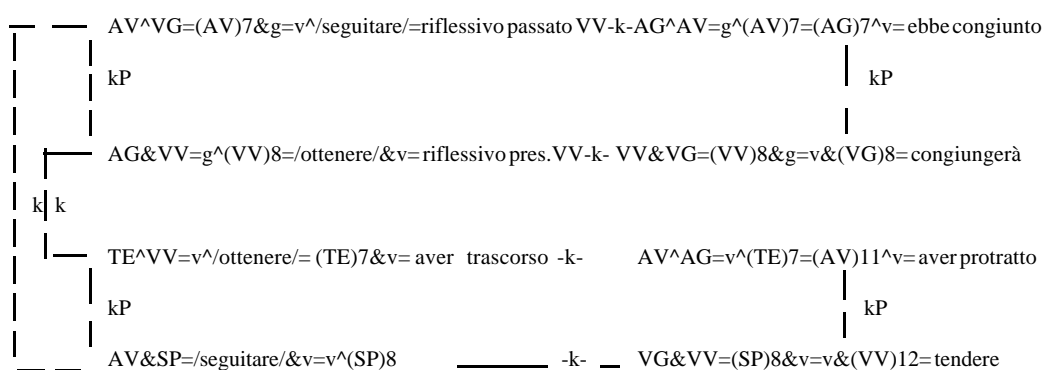 AV^VG=(AV)7&g=v^/seguitare/=riflessivo passato VV-k-AG^AV=g^(AV)7=(AG)7^v= ebbe congiunto
kP kP
AG&VV=g^(VV)8=/ottenere/&v= riflessivo pres.VV-k- VV&VG=(VV)8&g=v&(VG)8= congiungerà
k k
TE^VV=v^/ottenere/= (TE)7&v= aver trascorso -k- AV^AG=v^(TE)7=(AV)11^v= aver protratto
kP kP
AV&SP=/seguitare/&v=v^(SP)8 -k- VG&VV=(SP)8&v=v&(VV)12= tendere